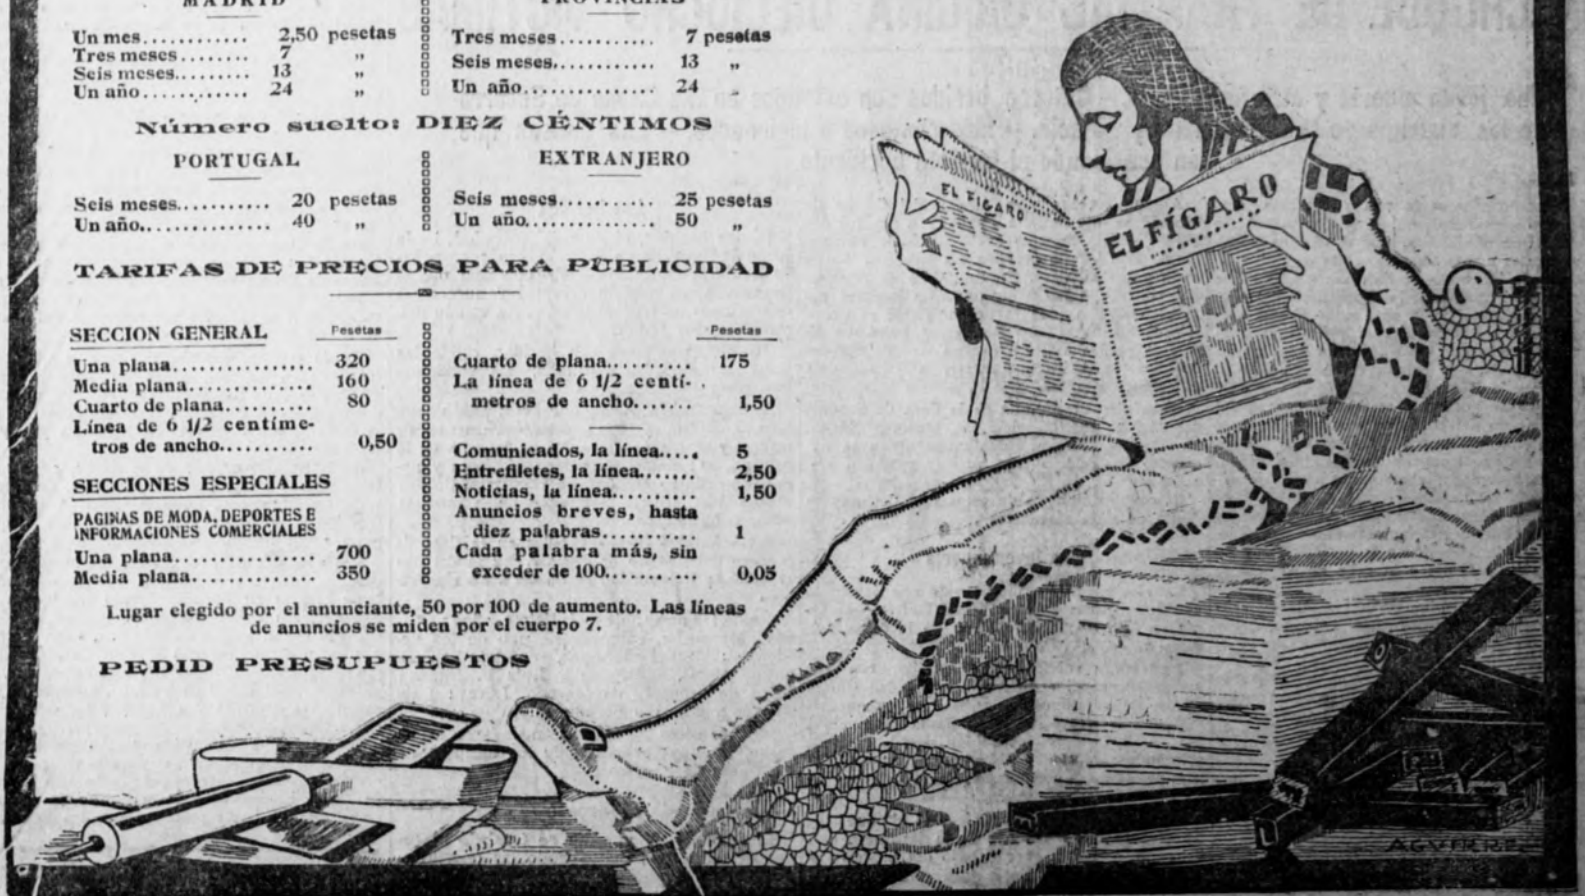 MADRID
Un mes............ 2,50 pesetas
Tres meses........ 7 „
Seis meses........ 13 „
Un año............ 24 „
PROVINCIAS
Tres meses........... 7 pesetas
Seis meses............ 13 „
Un año.............. 24
Número suelto: DIEZ CÉNTIMOS
PORTUGAL
Seis meses........... 20 pesetas
Un año.............. 40 „
EXTRANJERO
Seis meses........... 25 pesetas
Un año.............. 50 „
TARIFAS DE PRECIOS PARA PUBLICIDAD
SECCION GENERAL Pesetas
Una plana............... 320
Media plana............. 160
Cuarto de plana.......... 80
Línea de 6 1/2 centíme-
tros de ancho.......... 0,50
SECCIONES ESPECIALES
PAGINAS DE MODA, DEPORTES E
INFORMACIONES COMERCIALES
Una plana............... 700
Media plana.............. 350
Pesetas
Cuarto de plana.......... 175
La línea de 6 1/2 centí-
metros de ancho....... 1,50
Comunicados, la línea.... 5
Entrefiletes, la línea....... 2,50
Noticias, la línea.......... 1,50
Anuncios breves, hasta
diez palabras........... 1
Cada palabra más, sin
exceder de 100........... 0,05
Lugar elegido por el anunciante, 50 por 100 de aumento. Las líneas
de anuncios se miden por el cuerpo 7.
PEDID PRESUPUESTOS
EL FIGARO
EL FÍGARO
AGVIRRE